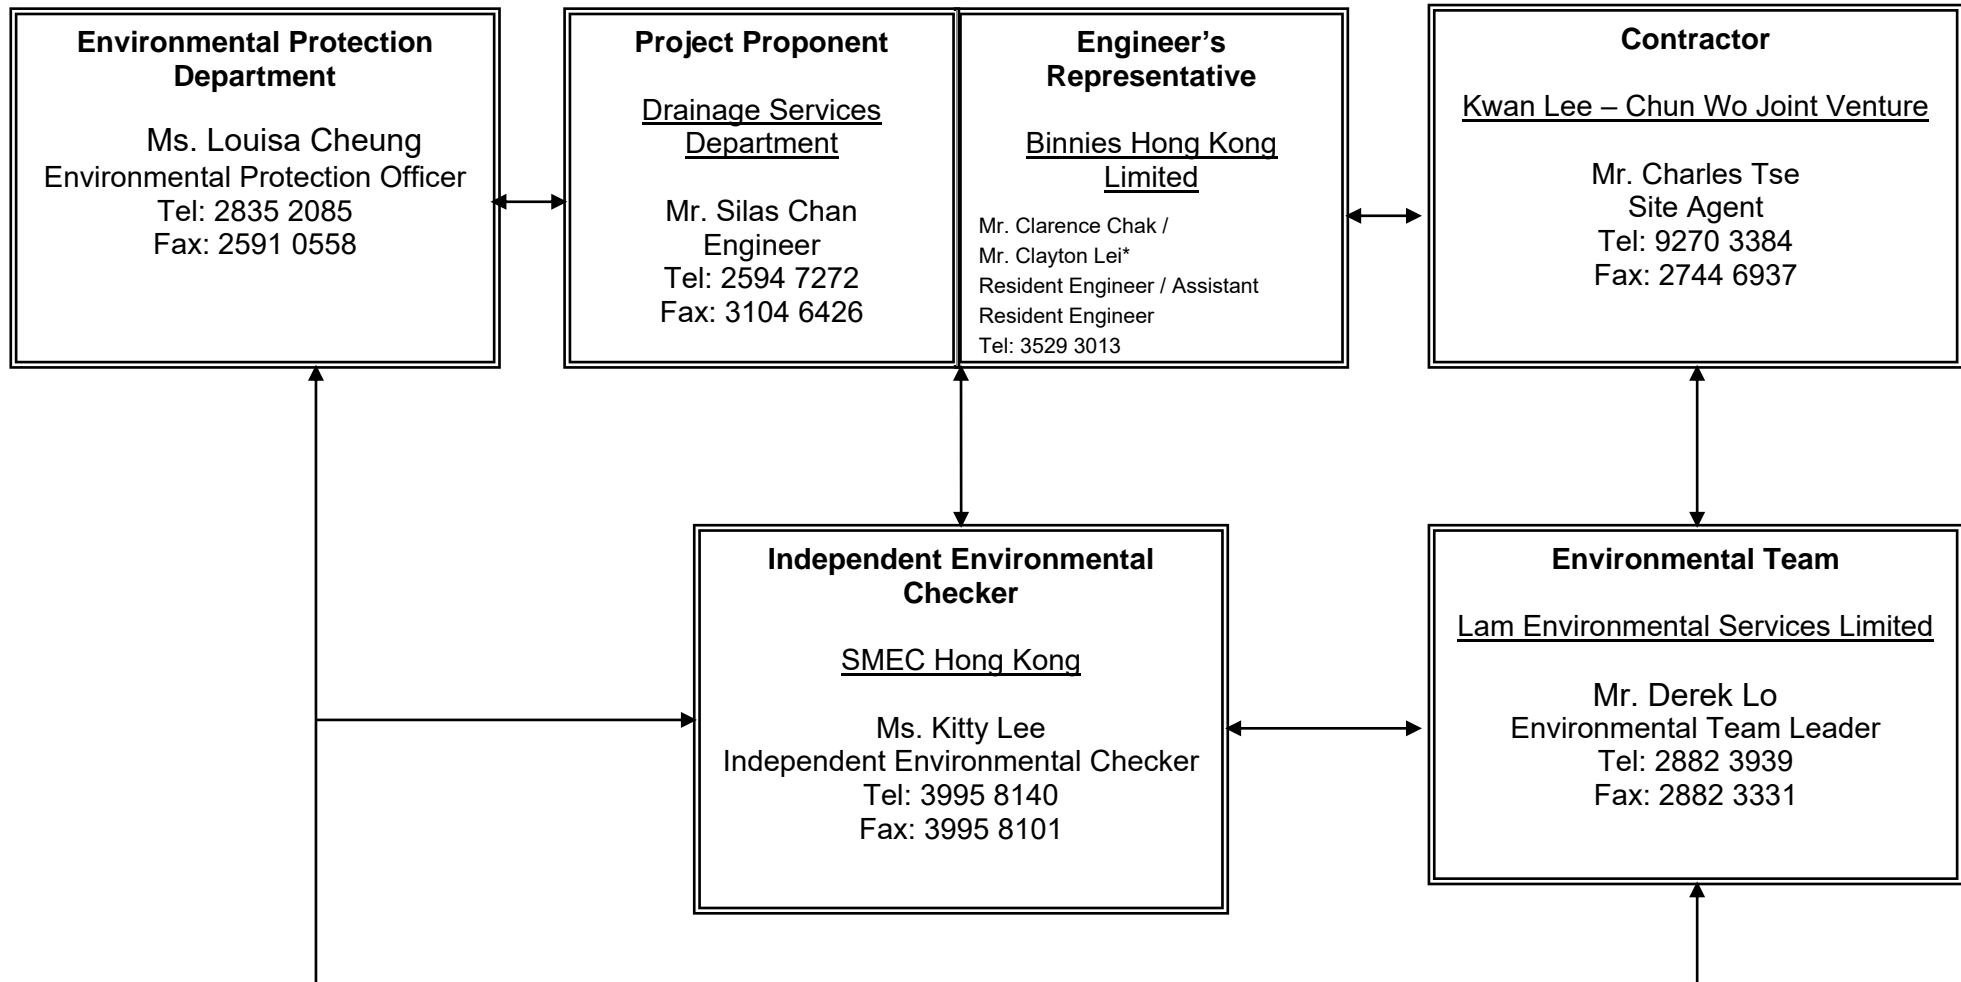 Environmental Protection
Department
Ms. Louisa Cheung
Environmental Protection Officer
Tel: 2835 2085
Fax: 2591 0558
Project Proponent
Drainage Services
Department
Mr. Silas Chan
Engineer
Tel: 2594 7272
Fax: 3104 6426
Engineer’s
Representative
Binnies Hong Kong
Limited
Mr. Clarence Chak /
Mr. Clayton Lei*
Resident Engineer / Assistant
Resident Engineer
Tel: 3529 3013
Contractor
Kwan Lee – Chun Wo Joint Venture
Mr. Charles Tse
Site Agent
Tel: 9270 3384
Fax: 2744 6937
Independent Environmental
Checker
SMEC Hong Kong
Ms. Kitty Lee
Independent Environmental Checker
Tel: 3995 8140
Fax: 3995 8101
Environmental Team
Lam Environmental Services Limited
Mr. Derek Lo
Environmental Team Leader
Tel: 2882 3939
Fax: 2882 3331